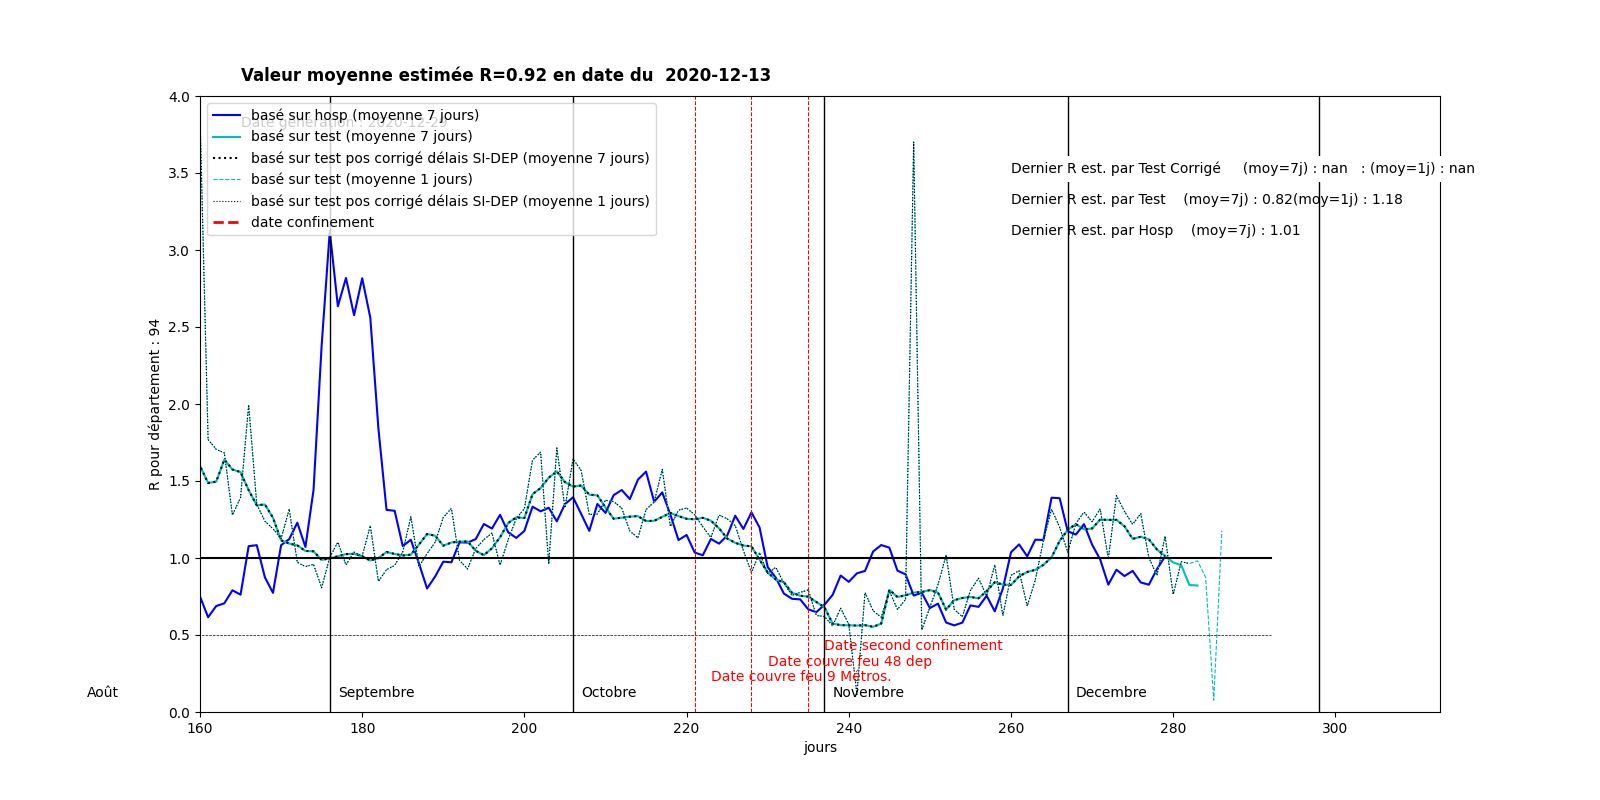 Valeur moyenne estimée R=0.92 en date du  2020-12-13
Date génération : 2020-12-29
basé sur hosp (moyenne 7 jours)
basé sur test (moyenne 7 jours)
basé sur test pos corrigé délais SI-DEP (moyenne 7 jours)
basé sur test (moyenne 1 jours)
basé sur test pos corrigé délais SI-DEP (moyenne 1 jours)
date confinement
Dernier R est. par Test Corrigé     (moy=7j) : nan   : (moy=1j) : nan
Dernier R est. par Test    (moy=7j) : 0.82(moy=1j) : 1.18
Dernier R est. par Hosp    (moy=7j) : 1.01
4.0
3.5
3.0
2.5
2.0
1.5
1.0
0.5
0.0
R pour département : 94
Date second confinement
Date couvre feu 48 dep
Date couvre feu 9 Métros.
Août
Septembre
Octobre
Novembre
Decembre
160
180
200
220
240
260
280
300
jours